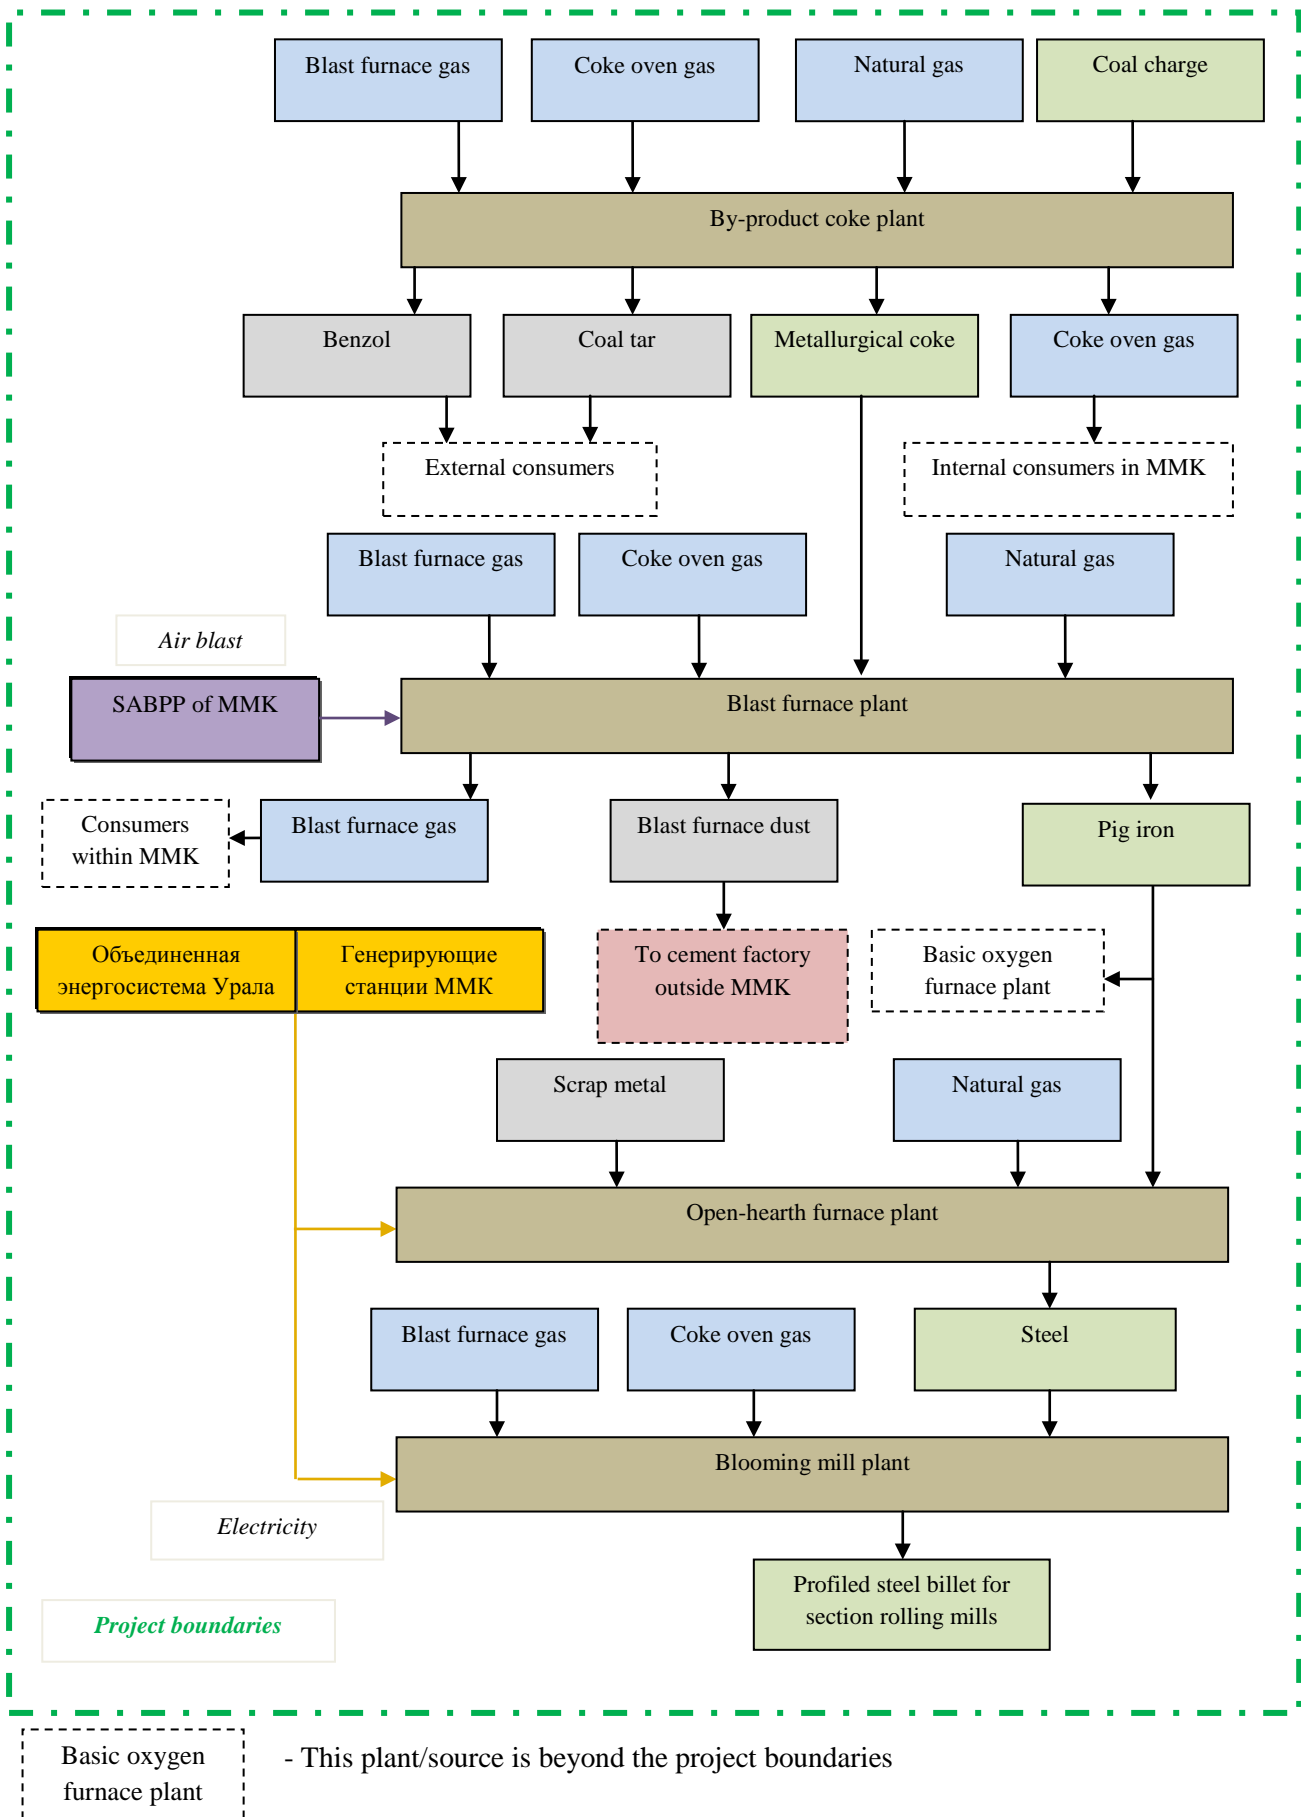 Blast furnace gas
Coke oven gas
Natural gas
Coal charge
By-product coke plant
Benzol
Coal tar
Metallurgical coke
Coke oven gas
External consumers
Internal consumers in MMK
Blast furnace gas
Coke oven gas
Natural gas
Air blast
SABPP of MMK
Blast furnace plant
Consumers
within MMK
Blast furnace gas
Blast furnace dust
Pig iron
Объединенная
энергосистема Урала
Генерирующие
станции ММК
To cement factory
outside MMK
Basic oxygen
furnace plant
Scrap metal
Natural gas
Open-hearth furnace plant
Blast furnace gas
Coke oven gas
Steel
Blooming mill plant
Electricity
Profiled steel billet for
section rolling mills
Project boundaries
Basic oxygen
furnace plant
- This plant/source is beyond the project boundaries